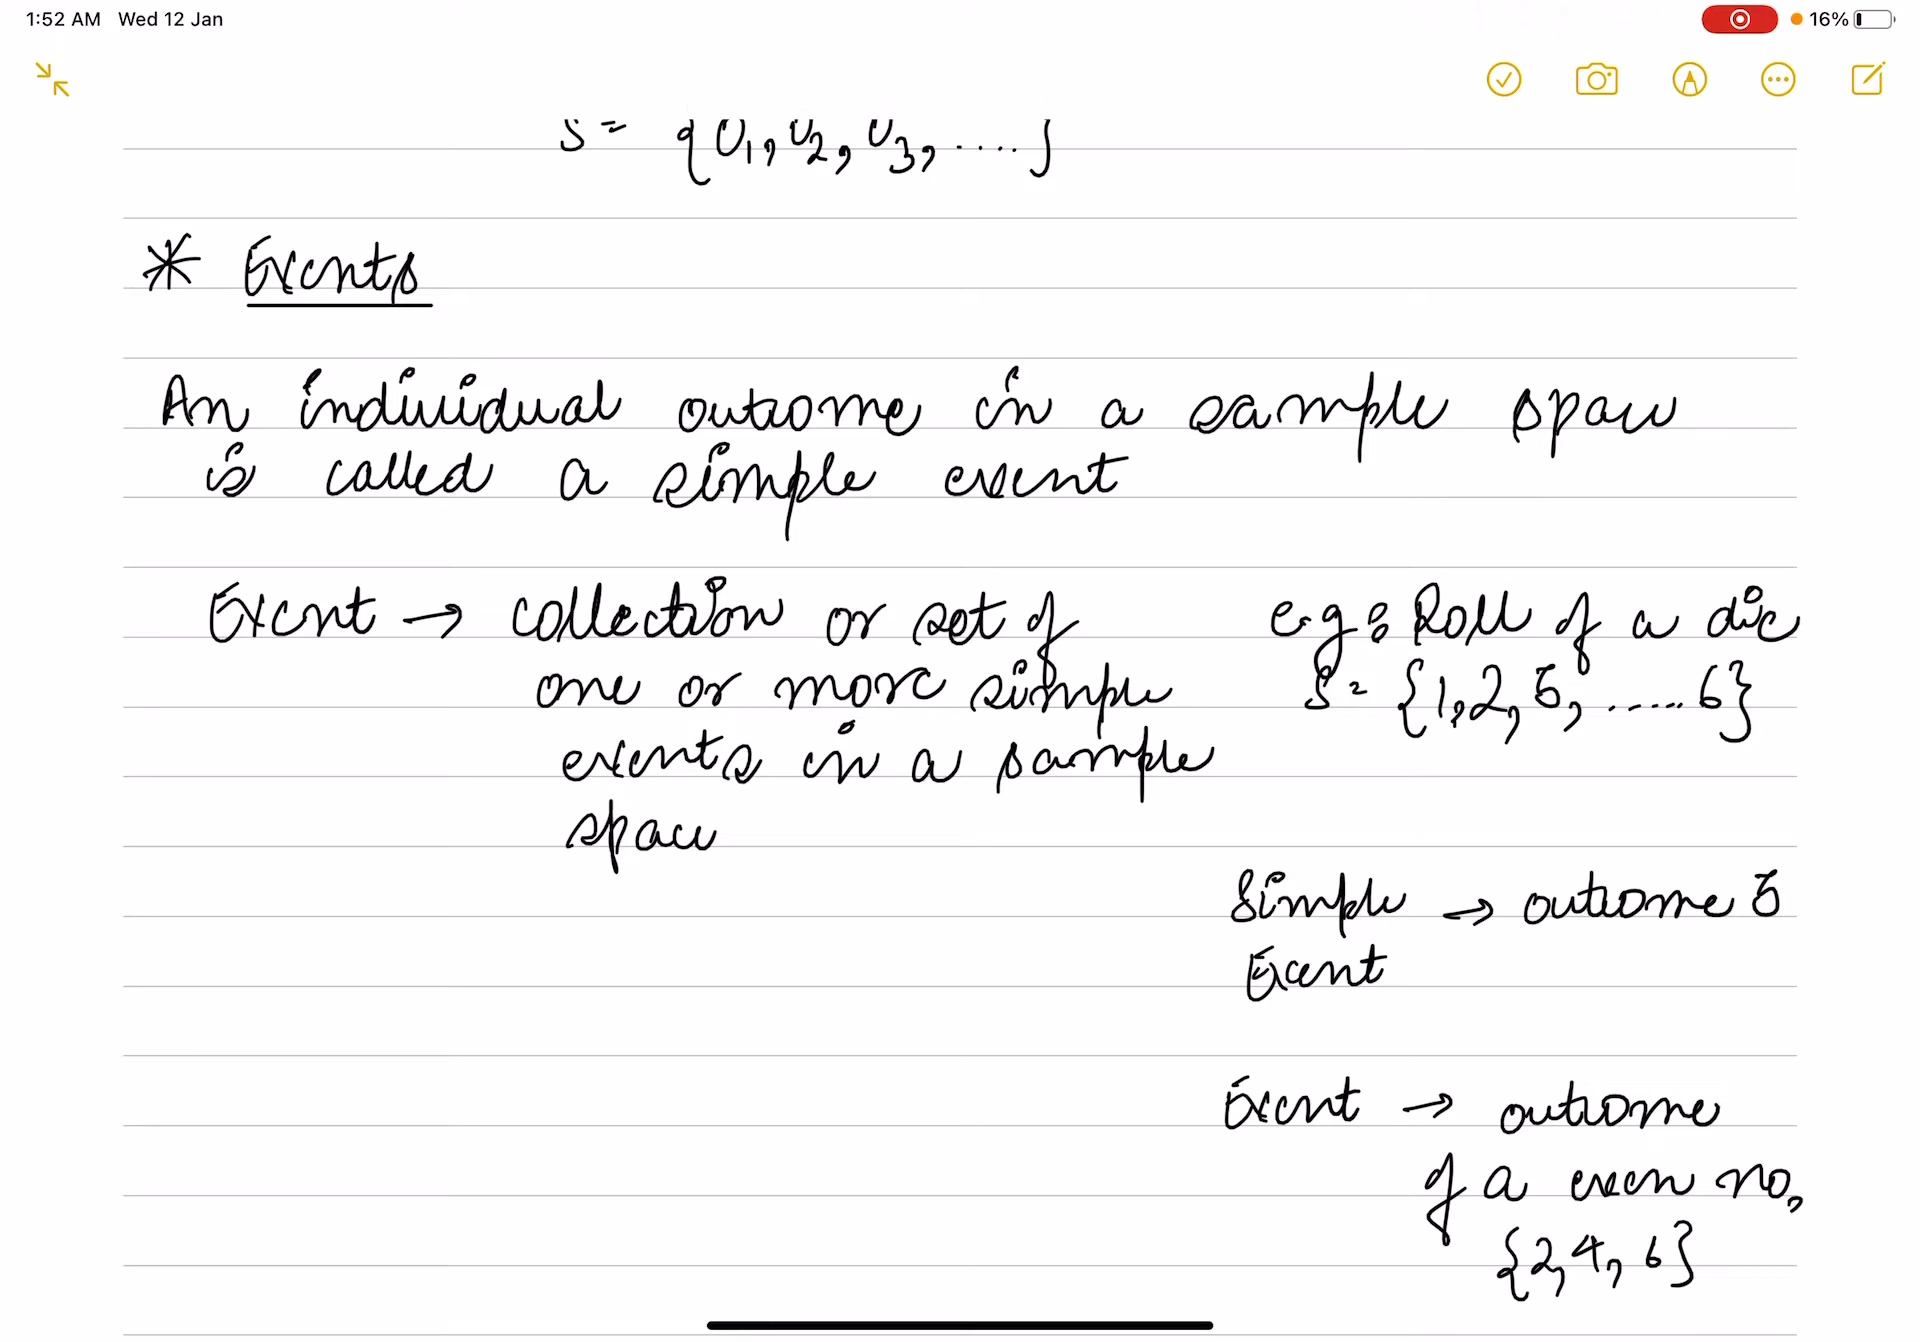 1:52 AM Wed 12 Jan
16%
S = {O1, O2, O3, .....}
* Events
An individual outcome in a sample space
is called a simple event
Event → collection or set of
one or more simple
events in a sample
space
e.g: Roll of a die
S = {1,2,3, ..... 6}
Simple → outcome 3
Event
Event → outcome
of a even no,
{2,4,6}